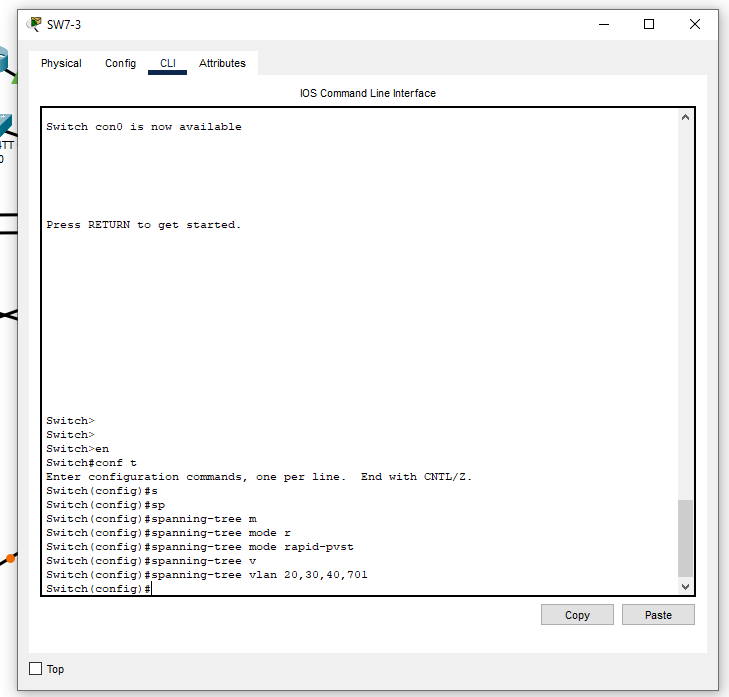 SW7-3
Physical Config CLI Attributes
IOS Command Line Interface
Switch con0 is now available
Press RETURN to get started.
Switch>
Switch>
Switch>en
Switch#conf t
Enter configuration commands, one per line.  End with CNTL/Z.
Switch(config)#s
Switch(config)#sp
Switch(config)#spanning-tree m
Switch(config)#spanning-tree mode r
Switch(config)#spanning-tree mode rapid-pvst
Switch(config)#spanning-tree v
Switch(config)#spanning-tree vlan 20,30,40,701
Switch(config)#
Copy Paste
Top
TT
0